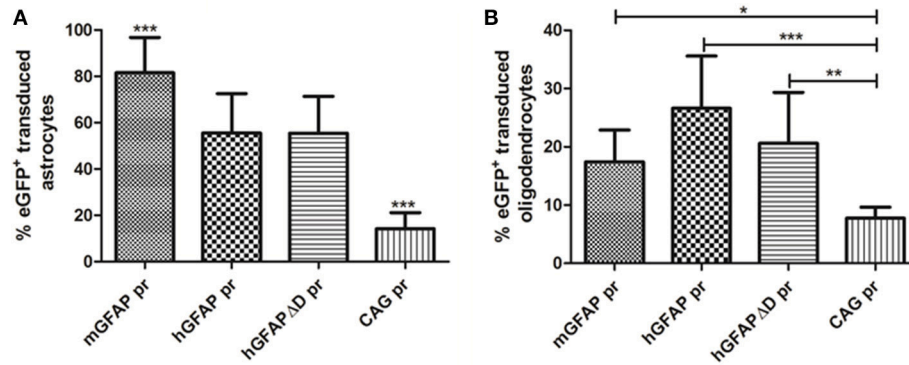 A
% eGFP⁺ transduced
astrocytes
100
80
60
40
20
0
***
***
mGFAP pr
hGFAP pr
hGFAPΔD pr
CAG pr
B
% eGFP⁺ transduced
oligodendrocytes
40
30
20
10
0
*
***
**
mGFAP pr
hGFAP pr
hGFAPΔD pr
CAG pr